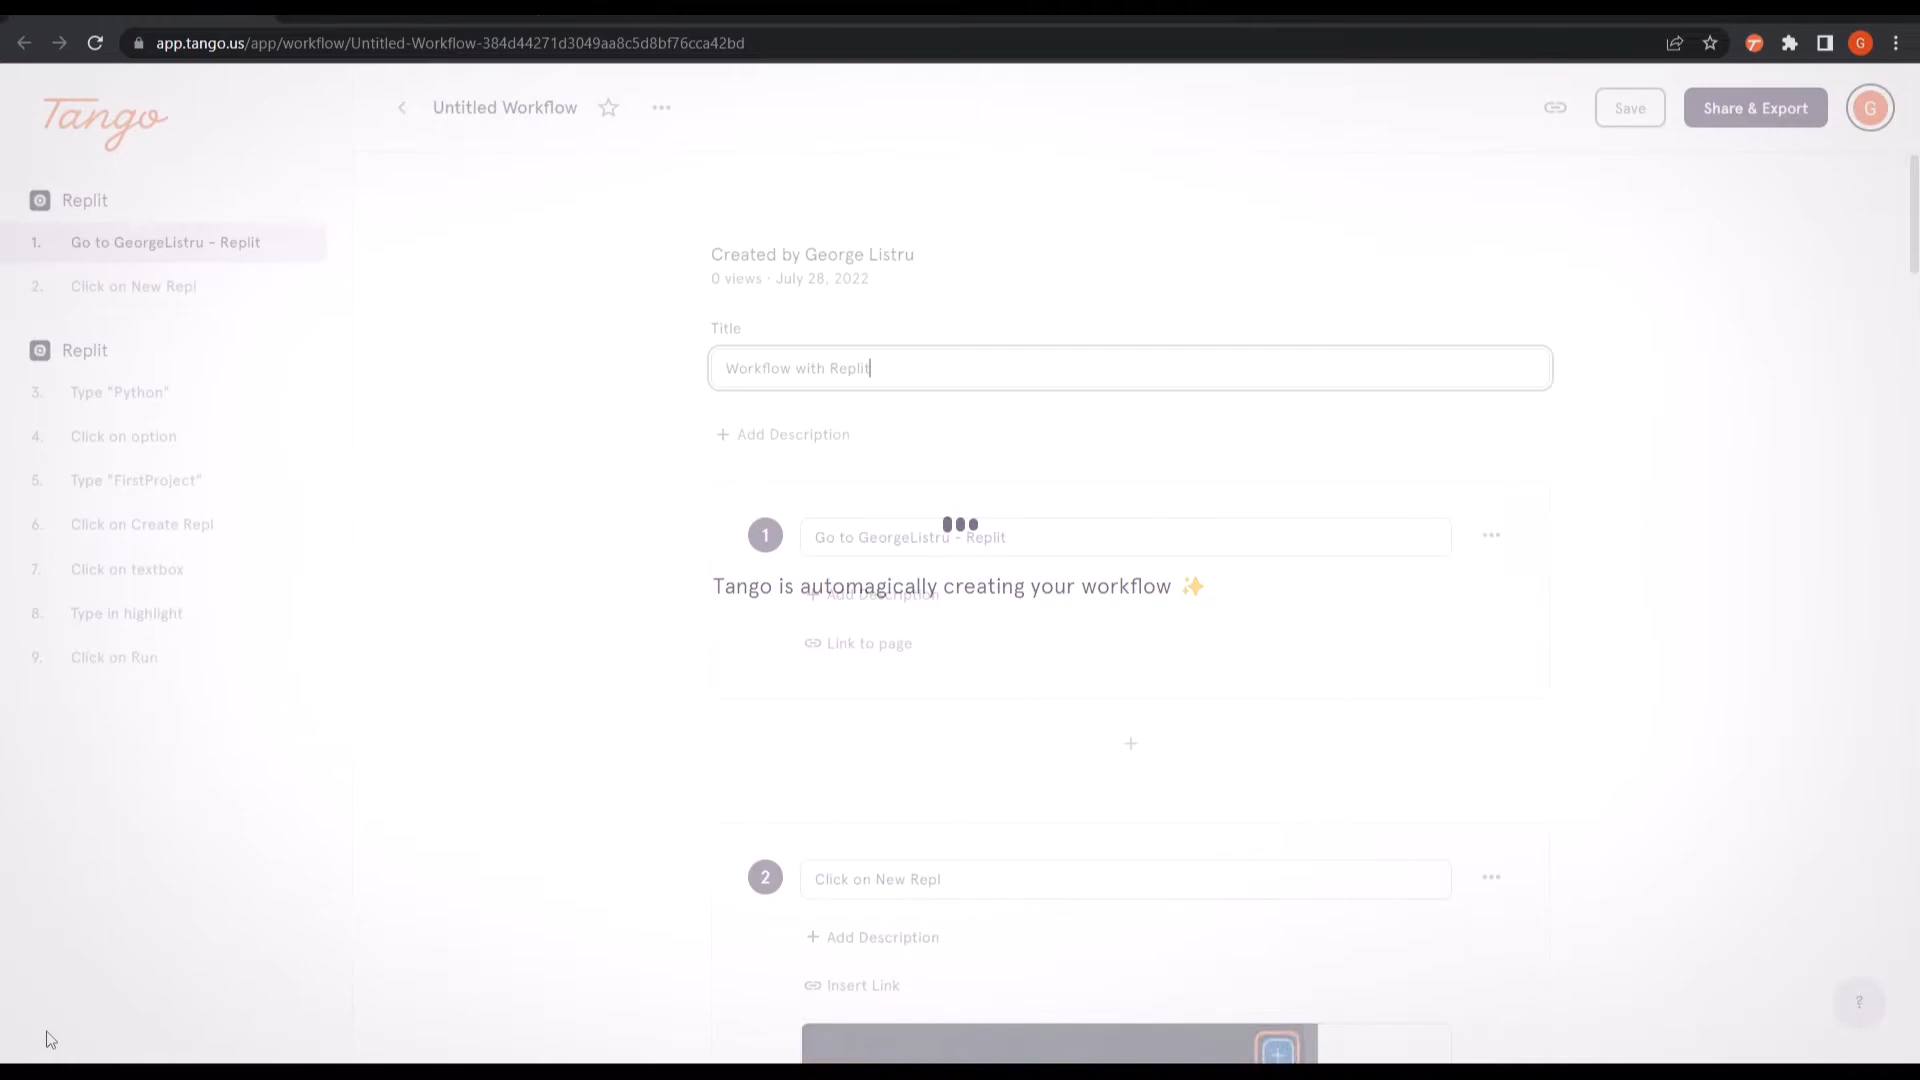 app.tango.us/app/workflow/Untitled-Workflow-384d44271d3049aa8c5d8bf76cca42bd
G
Tango
Untitled Workflow
Save
Share & Export
G
Replit
1. Go to GeorgeListru - Replit
2. Click on New Repl
Replit
3. Type "Python"
4. Click on option
5. Type "FirstProject"
6. Click on Create Repl
7. Click on textbox
8. Type in highlight
9. Click on Run
Created by George Listru
0 views · July 28, 2022
Title
Workflow with Replit
+ Add Description
1 Go to GeorgeListru - Replit
Tango is automagically creating your workflow ✨
+ Add Description
Link to page
+
2 Click on New Repl
+ Add Description
Insert Link
?